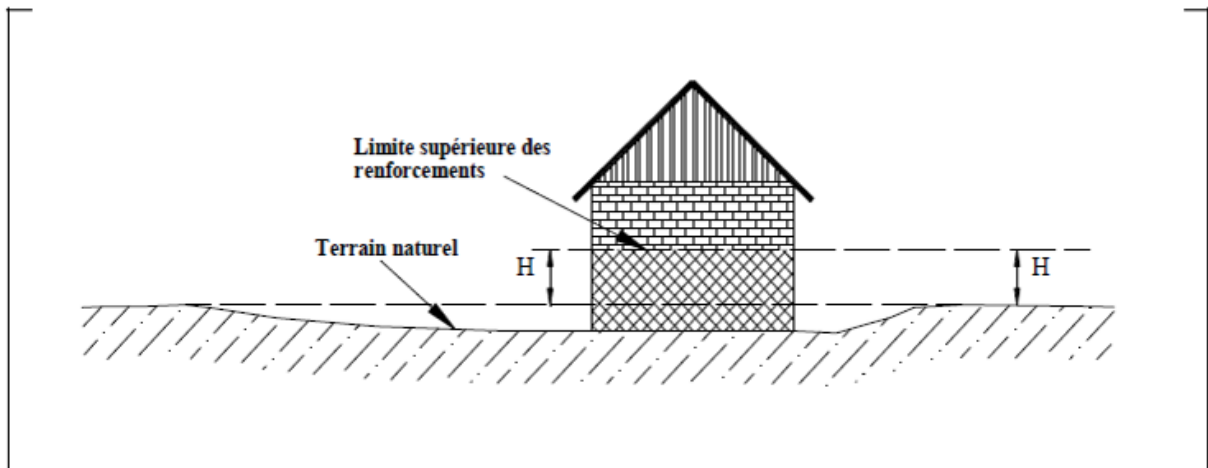 Limite supérieure des
renforcements
Terrain naturel
H
H